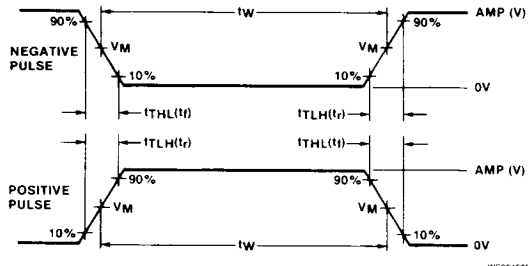 tW
AMP (V)
90%
90%
NEGATIVE
PULSE
VM
VM
10%
10%
0V
tTHL(tf)
tTLH(tr)
tTLH(tr)
tTHL(tf)
AMP (V)
90%
90%
POSITIVE
PULSE
VM
VM
10%
10%
tW
0V